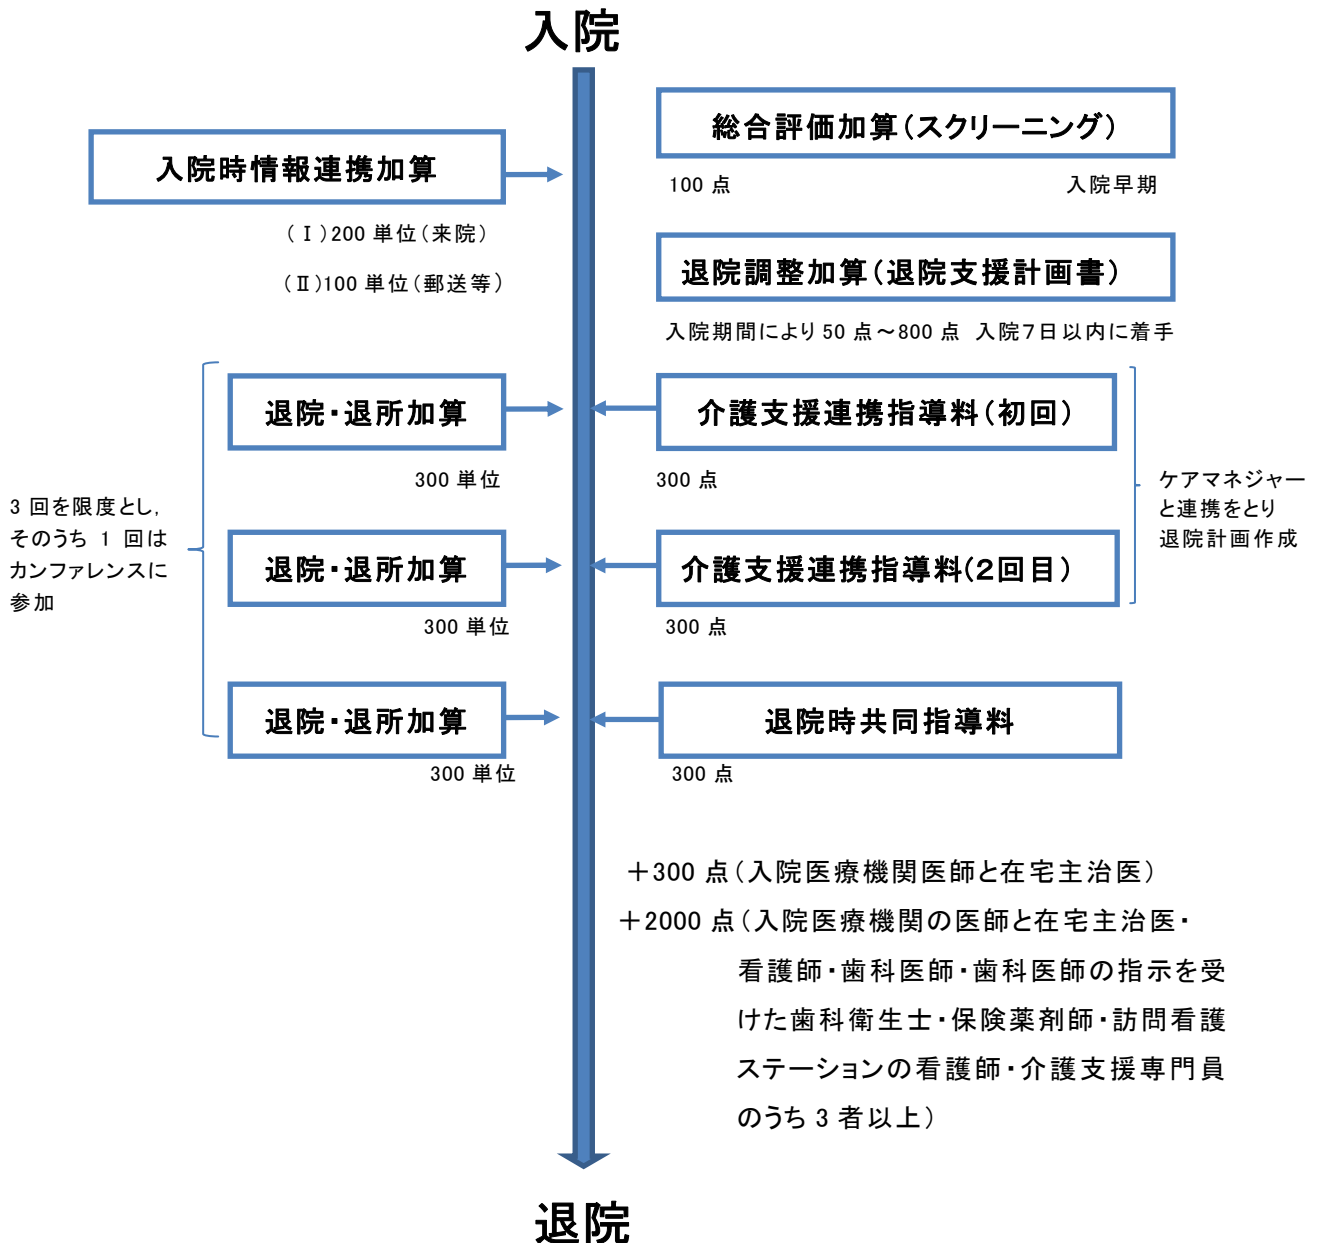 入院
総合評価加算(スクリーニング)
100 点 入院早期
入院時情報連携加算
(Ⅰ)200 単位(来院)
(Ⅱ)100 単位(郵送等)
退院調整加算(退院支援計画書)
入院期間により 50 点~800 点 入院7日以内に着手
退院・退所加算
300 単位
介護支援連携指導料(初回)
300 点
3 回を限度とし,
そのうち 1 回は
カンファレンスに
参加
ケアマネジャー
と連携をとり
退院計画作成
退院・退所加算
300 単位
介護支援連携指導料(2回目)
300 点
退院・退所加算
300 単位
退院時共同指導料
300 点
+300 点(入院医療機関医師と在宅主治医)
+2000 点(入院医療機関の医師と在宅主治医・
看護師・歯科医師・歯科医師の指示を受
けた歯科衛生士・保険薬剤師・訪問看護
ステーションの看護師・介護支援専門員
のうち 3 者以上)
退院